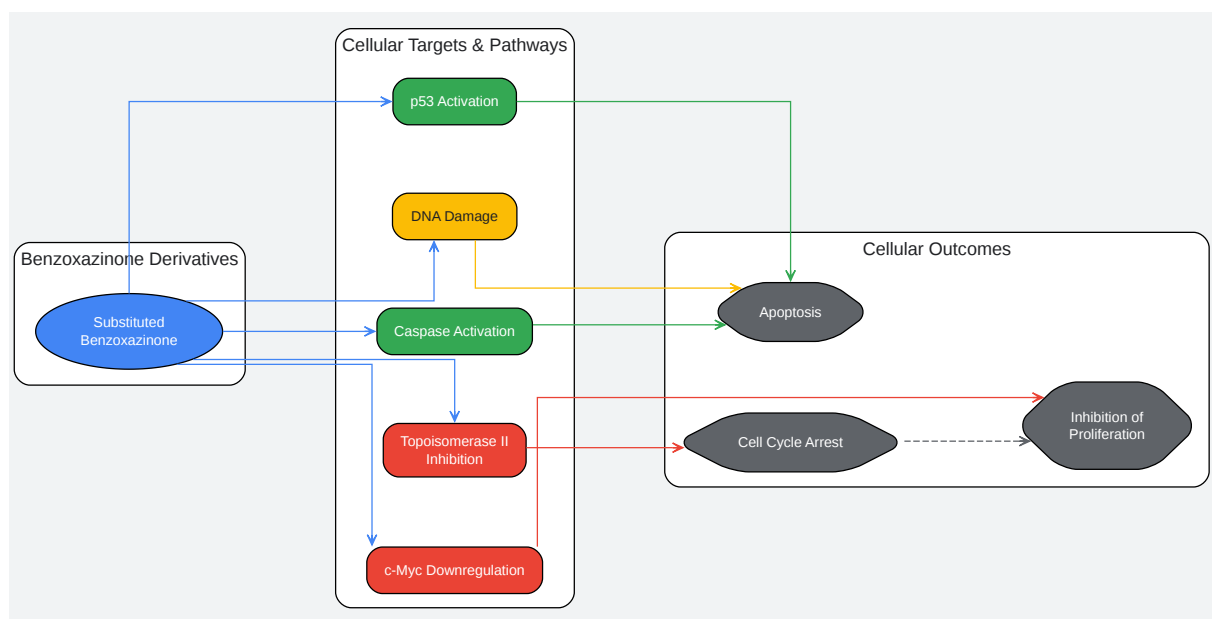 Cellular Targets & Pathways
p53 Activation
DNA Damage
Benzoxazinone Derivatives
Cellular Outcomes
Substituted
Benzoxazinone
Caspase Activation
Apoptosis
Topoisomerase II
Inhibition
Cell Cycle Arrest
Inhibition of
Proliferation
c-Myc Downregulation